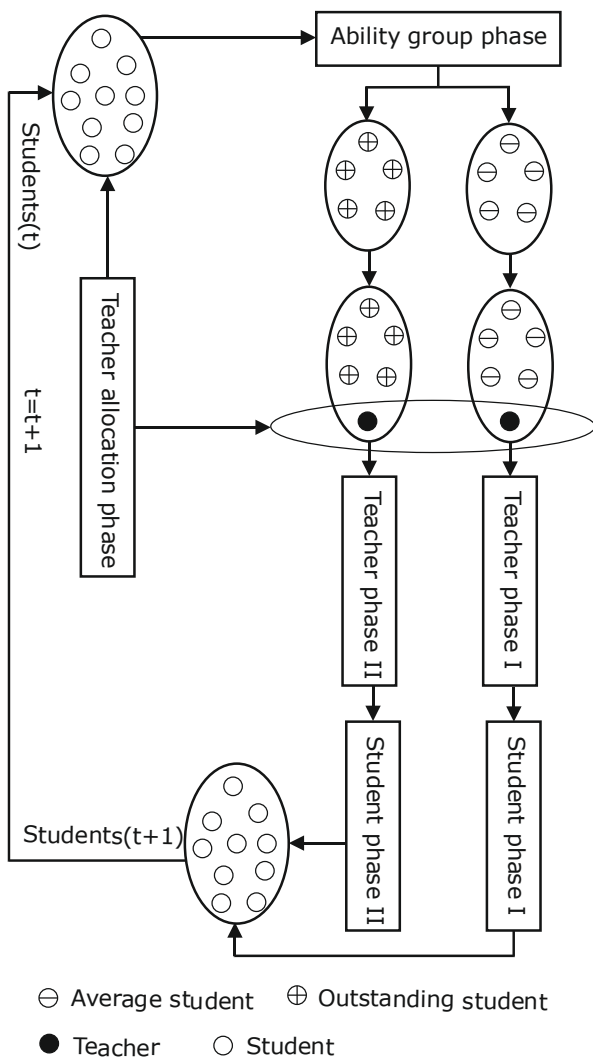 Ability group phase
Students(t)
Teacher allocation phase
t=t+1
Teacher phase II
Teacher phase I
Student phase II
Student phase I
Students(t+1)
Average student
Outstanding student
Teacher
Student